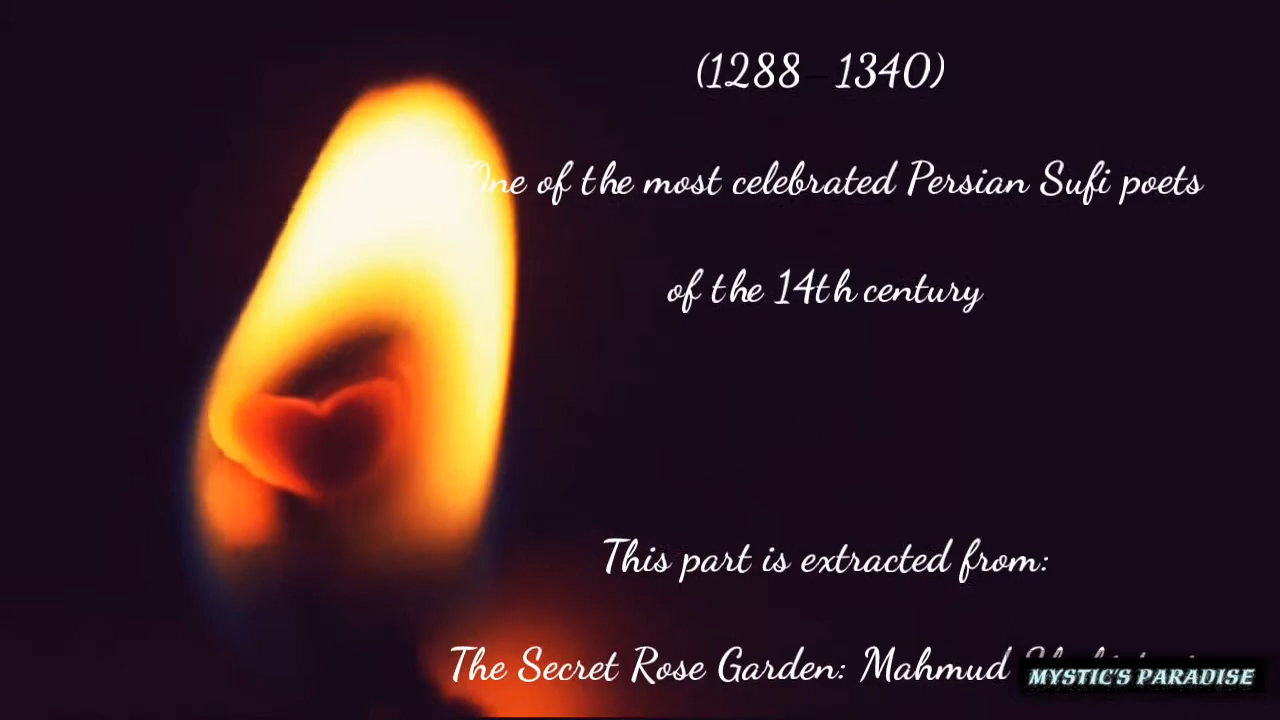 (1288 - 1340)
One of the most celebrated Persian Sufi poets
of the 14th century
This part is extracted from:
The Secret Rose Garden: Mahmud
MYSTIC'S PARADISE